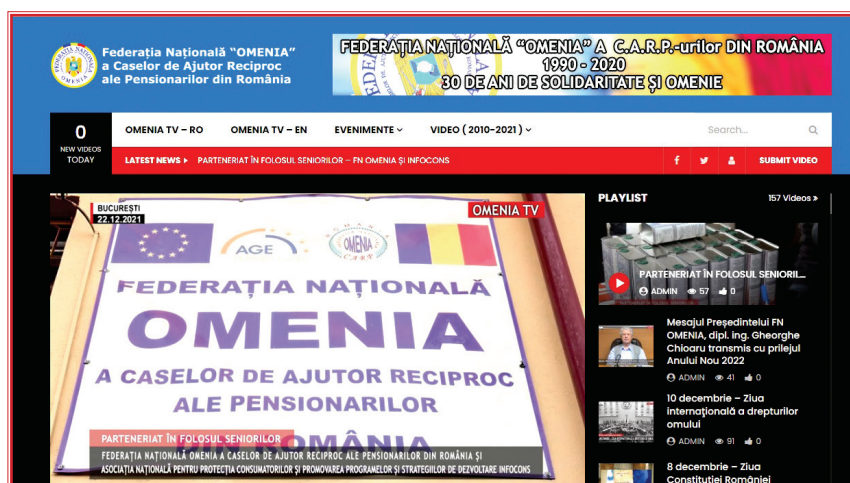 Federația Națională “OMENIA”
a Caselor de Ajutor Reciproc
ale Pensionarilor din România
FEDERAȚIA NAȚIONALĂ “OMENIA” A C.A.R.P.-urilor DIN ROMÂNIA
1990 - 2020
30 DE ANI DE SOLIDARITATE ȘI OMENIE
0
NEW VIDEOS
TODAY
OMENIA TV – RO
OMENIA TV – EN
EVENIMENTE
VIDEO ( 2010-2021 )
Search...
LATEST NEWS
PARTENERIAT ÎN FOLOSUL SENIORILOR – FN OMENIA ȘI INFOCONS
SUBMIT VIDEO
BUCUREȘTI
22.12.2021
OMENIA TV
AGE
ROMÂNIA
OMENIA
C.A.R.P.
FEDERAȚIA NAȚIONALĂ
OMENIA
A CASELOR DE AJUTOR RECIPROC
ALE PENSIONARILOR
DIN ROMÂNIA
PARTENERIAT ÎN FOLOSUL SENIORILOR
FEDERAȚIA NAȚIONALĂ OMENIA A CASELOR DE AJUTOR RECIPROC ALE PENSIONARILOR DIN ROMÂNIA ȘI
ASOCIAȚIA NAȚIONALĂ PENTRU PROTECȚIA CONSUMATORILOR ȘI PROMOVAREA PROGRAMELOR ȘI STRATEGIILOR DE DEZVOLTARE INFOCONS
PLAYLIST
157 Videos
PARTENERIAT ÎN FOLOSUL SENIORIL...
ADMIN 57 0
Mesajul Președintelui FN
OMENIA, dipl. ing. Gheorghe
Chioaru transmis cu prilejul
Anului Nou 2022
ADMIN 41 0
10 decembrie – Ziua
internaţională a drepturilor
omului
ADMIN 91 0
8 decembrie – Ziua
Constituției României